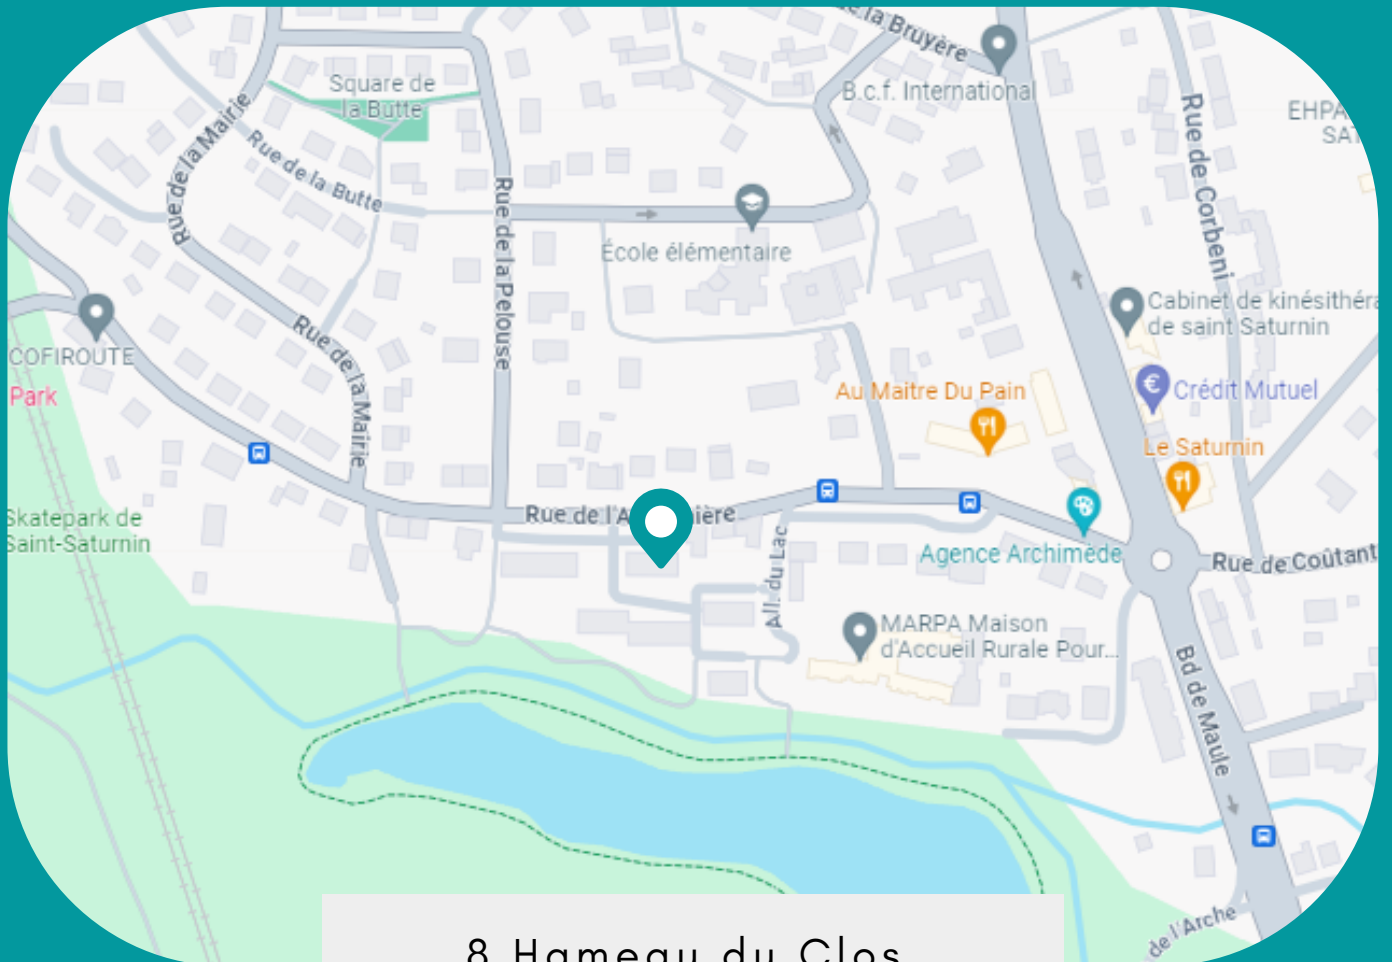 de la Bruyère
B.c.f. International
Square de
la Butte
Rue de la Mairie
Rue de la Butte
Rue de la Pelouse
Rue de Corbeni
EHPA
SAT
École élémentaire
COFIROUTE
Park
Rue de la Mairie
Cabinet de kinésithéra
de saint Saturnin
Crédit Mutuel
Au Maitre Du Pain
Le Saturnin
Skatepark de
Saint-Saturnin
Rue de l'A
ière
All. du Lac
Agence Archimède
Rue de Coûtant
MARPA Maison
d'Accueil Rurale Pour...
Bd de Maule
de l'Arche
8 Hameau du Clos